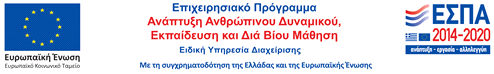 Ευρωπαϊκή Ένωση
Ευρωπαϊκό Κοινωνικό Ταμείο
Επιχειρησιακό Πρόγραμμα
Ανάπτυξη Ανθρώπινου Δυναμικού,
Εκπαίδευση και Διά Βίου Μάθηση
Ειδική Υπηρεσία Διαχείρισης
Με τη συγχρηματοδότηση της Ελλάδας και της Ευρωπαϊκής Ένωσης
ΕΣΠΑ
2014-2020
ανάπτυξη - εργασία - αλληλεγγύη